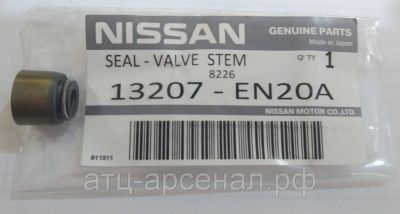 NISSAN
GENUINE PARTS
Made in Japan
SEAL - VALVE STEM
8226
Q'TY 1
13207 - EN20A
NISSAN MOTOR CO., LTD.
атц-арсенал.рф